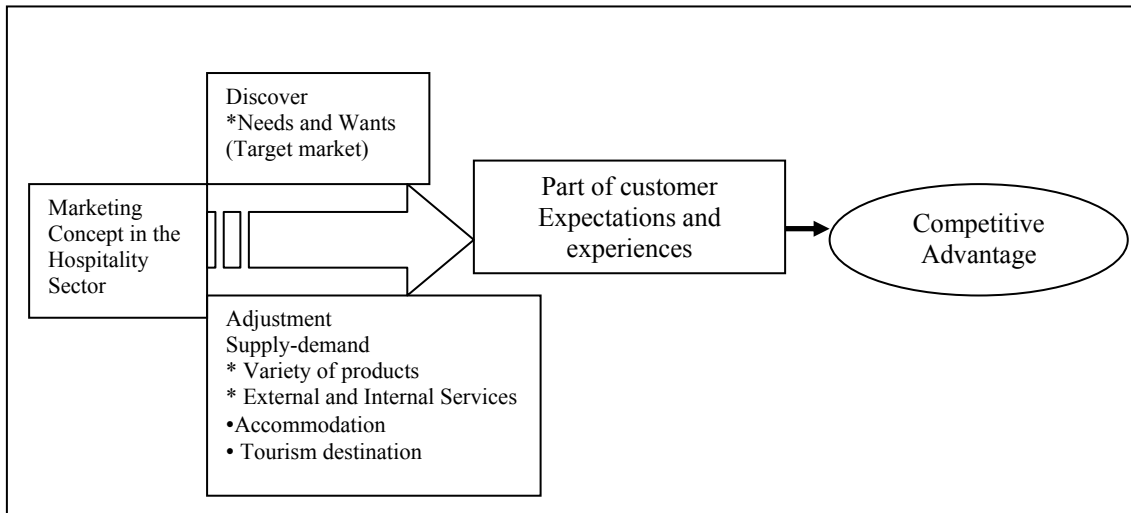 Discover
*Needs and Wants
(Target market)
Marketing
Concept in the
Hospitality
Sector
Part of customer
Expectations and
experiences
Competitive
Advantage
Adjustment
Supply-demand
* Variety of products
* External and Internal Services
•Accommodation
• Tourism destination